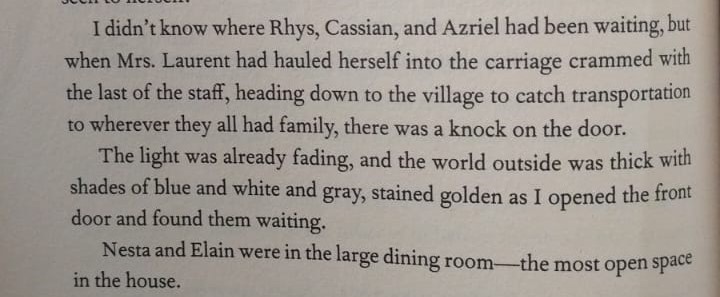 I didn’t know where Rhys, Cassian, and Azriel had been waiting, but
when Mrs. Laurent had hauled herself into the carriage crammed with
the last of the staff, heading down to the village to catch transportation
to wherever they all had family, there was a knock on the door.
The light was already fading, and the world outside was thick with
shades of blue and white and gray, stained golden as I opened the front
door and found them waiting.
Nesta and Elain were in the large dining room—the most open space
in the house.